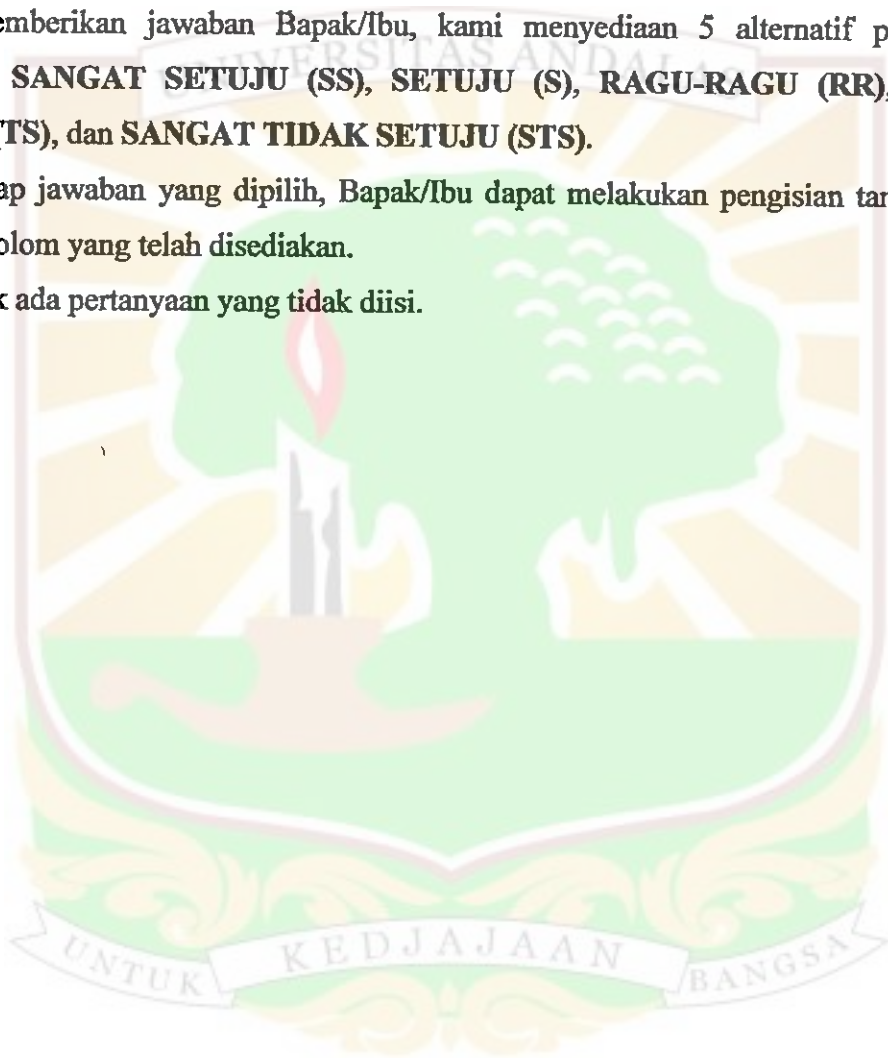 emberikan jawaban Bapak/Ibu, kami menyediaan 5 alternatif p
SANGAT SETUJU (SS), SETUJU (S), RAGU-RAGU (RR),
(TS), dan SANGAT TIDAK SETUJU (STS).
ap jawaban yang dipilih, Bapak/Ibu dapat melakukan pengisian tan
olom yang telah disediakan.
k ada pertanyaan yang tidak diisi.
UNIVERSITAS ANDALAS
UNTUK KEDJAJAAN BANGSA